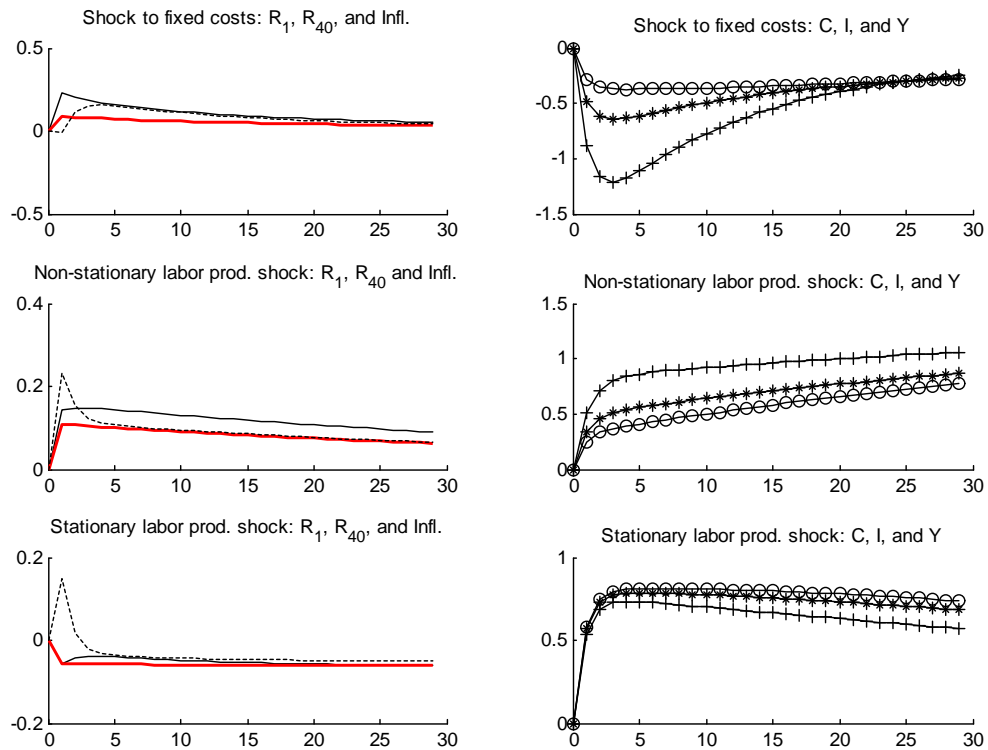 Shock to fixed costs: R1, R40, and Infl.
0.5
0
-0.5
0 5 10 15 20 25 30
Shock to fixed costs: C, I, and Y
0
-0.5
-1
-1.5
0 5 10 15 20 25 30
Non-stationary labor prod. shock: R1, R40 and Infl.
0.4
0.2
0
0 5 10 15 20 25 30
Non-stationary labor prod. shock: C, I, and Y
1.5
1
0.5
0
0 5 10 15 20 25 30
Stationary labor prod. shock: R1, R40, and Infl.
0.2
0
-0.2
0 5 10 15 20 25 30
Stationary labor prod. shock: C, I, and Y
1
0.5
0
0 5 10 15 20 25 30